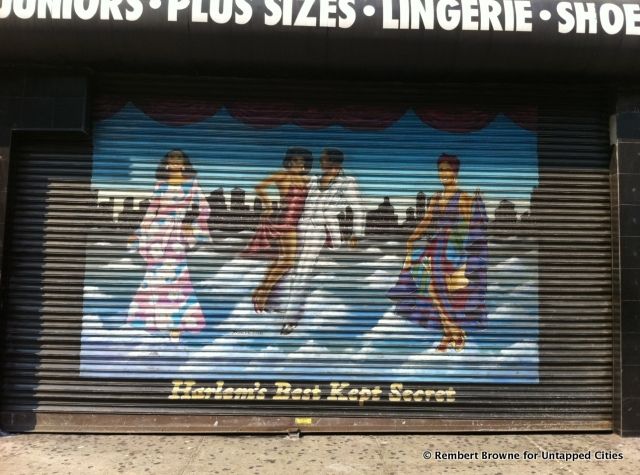 JUNIORS · PLUS SIZES · LINGERIE · SHOE
Harlem's Best Kept Secret
© Rembert Browne for Untapped Cities